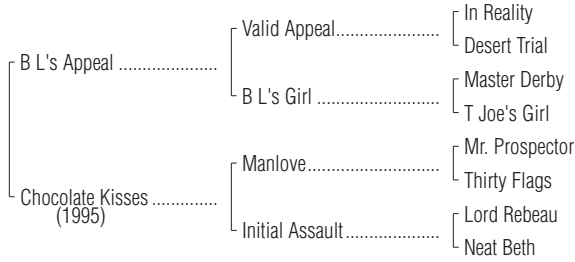 In Reality
Valid Appeal
Desert Trial
B L's Appeal
Master Derby
B L's Girl
T Joe's Girl
Mr. Prospector
Manlove
Thirty Flags
Chocolate Kisses
(1995)
Lord Rebeau
Initial Assault
Neat Beth